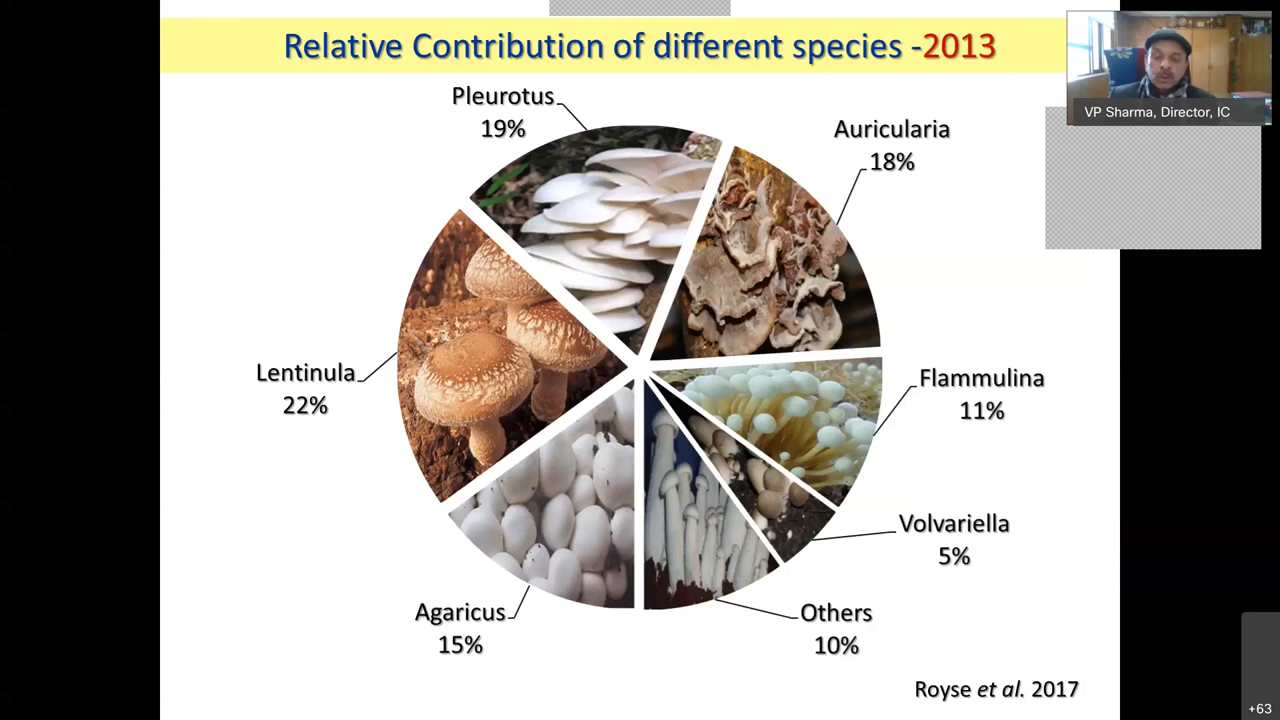 Relative Contribution of different species -2013
VP Sharma, Director, IC
Pleurotus
19%
Auricularia
18%
Lentinula
22%
Flammulina
11%
Volvariella
5%
Agaricus
15%
Others
10%
Royse et al. 2017
+63